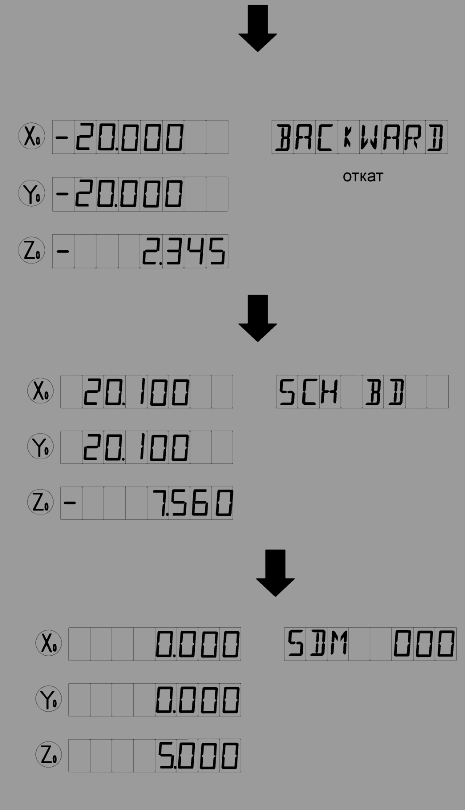 X₀ -20.000 BACKWARD
откат
Y₀ -20.000
Z₀ - 2.345
X₀ 20.100 SCH BD
Y₀ 20.100
Z₀ - 7.560
X₀ 0.000 SDM 000
Y₀ 0.000
Z₀ 5.000